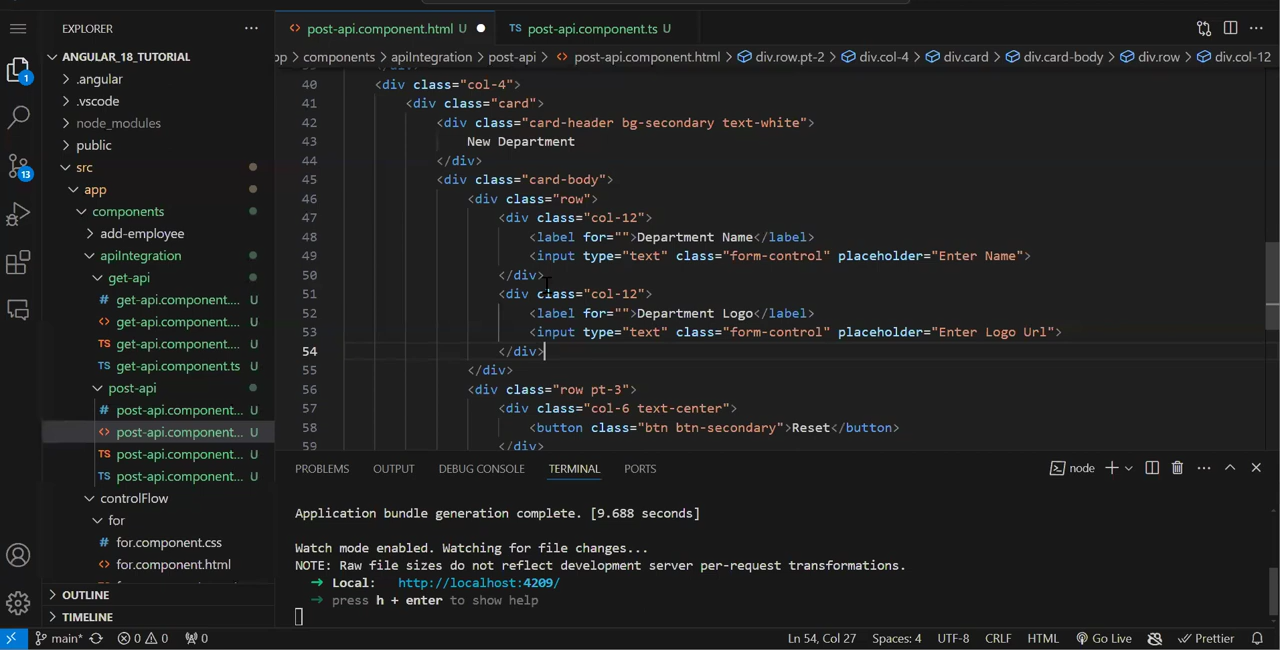 EXPLORER
ANGULAR_18_TUTORIAL
.angular
.vscode
node_modules
public
src
app
components
add-employee
apiIntegration
get-api
get-api.component.... U
get-api.component.... U
get-api.component.... U
get-api.component.ts U
post-api
post-api.component... U
post-api.component... U
post-api.component... U
post-api.component... U
controlFlow
for
for.component.css
for.component.html
OUTLINE
TIMELINE
1
13
post-api.component.html U
TS post-api.component.ts U
pp > components > apiIntegration > post-api > post-api.component.html > div.row.pt-2 > div.col-4 > div.card > div.card-body > div.row > div.col-12
40 <div class="col-4">
41 <div class="card">
42 <div class="card-header bg-secondary text-white">
43 New Department
44 </div>
45 <div class="card-body">
46 <div class="row">
47 <div class="col-12">
48 <label for="">Department Name</label>
49 <input type="text" class="form-control" placeholder="Enter Name">
50 </div>
51 <div class="col-12">
52 <label for="">Department Logo</label>
53 <input type="text" class="form-control" placeholder="Enter Logo Url">
54 </div>
55 </div>
56 <div class="row pt-3">
57 <div class="col-6 text-center">
58 <button class="btn btn-secondary">Reset</button>
59 </div>
PROBLEMS OUTPUT DEBUG CONSOLE TERMINAL PORTS
node
Application bundle generation complete. [9.688 seconds]
Watch mode enabled. Watching for file changes...
NOTE: Raw file sizes do not reflect development server per-request transformations.
➜ Local: http://localhost:4209/
➜ press h + enter to show help
main* 0 0 0 Ln 54, Col 27 Spaces: 4 UTF-8 CRLF HTML Go Live Prettier